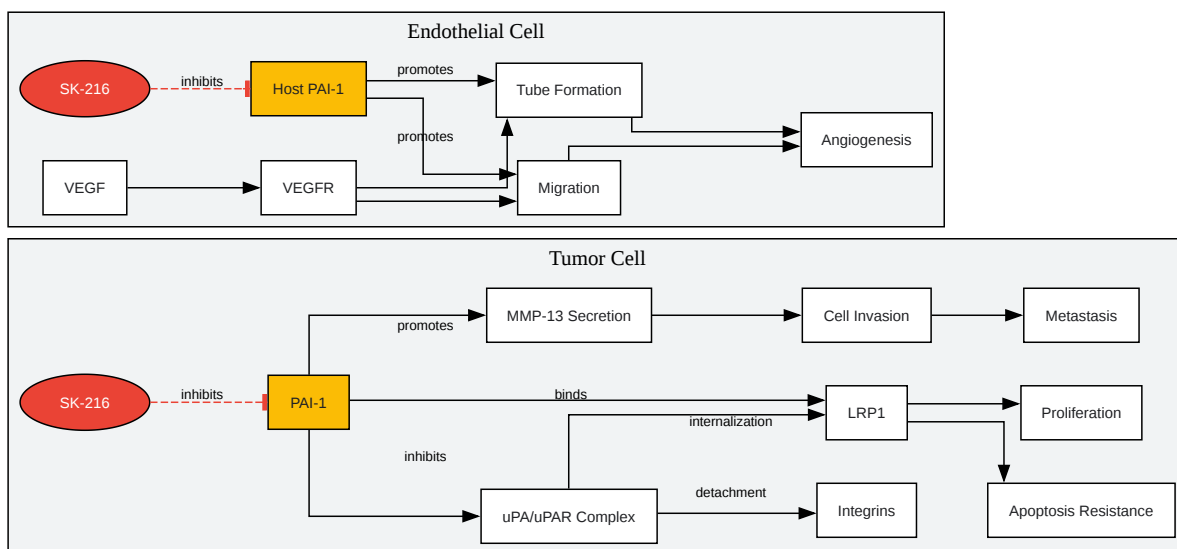 Endothelial Cell
SK-216
inhibits
Host PAI-1
promotes
Tube Formation
promotes
Angiogenesis
VEGF
VEGFR
Migration
Tumor Cell
MMP-13 Secretion
Cell Invasion
Metastasis
promotes
SK-216
inhibits
PAI-1
binds
LRP1
Proliferation
internalization
inhibits
uPA/uPAR Complex
detachment
Integrins
Apoptosis Resistance